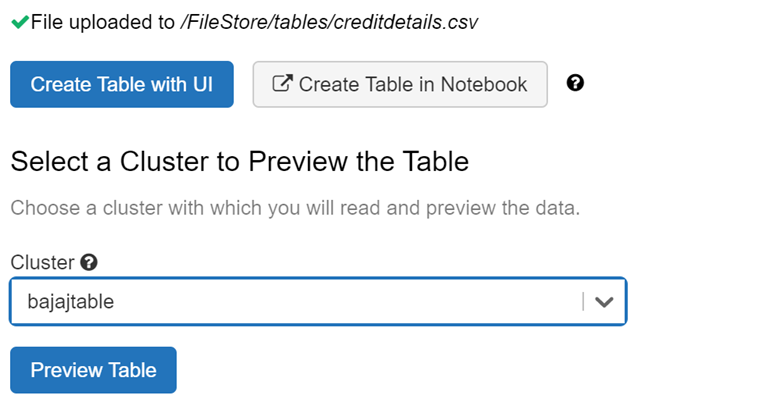 File uploaded to /FileStore/tables/creditdetails.csv
Create Table with UI
Create Table in Notebook
Select a Cluster to Preview the Table
Choose a cluster with which you will read and preview the data.
Cluster
bajajtable
Preview Table